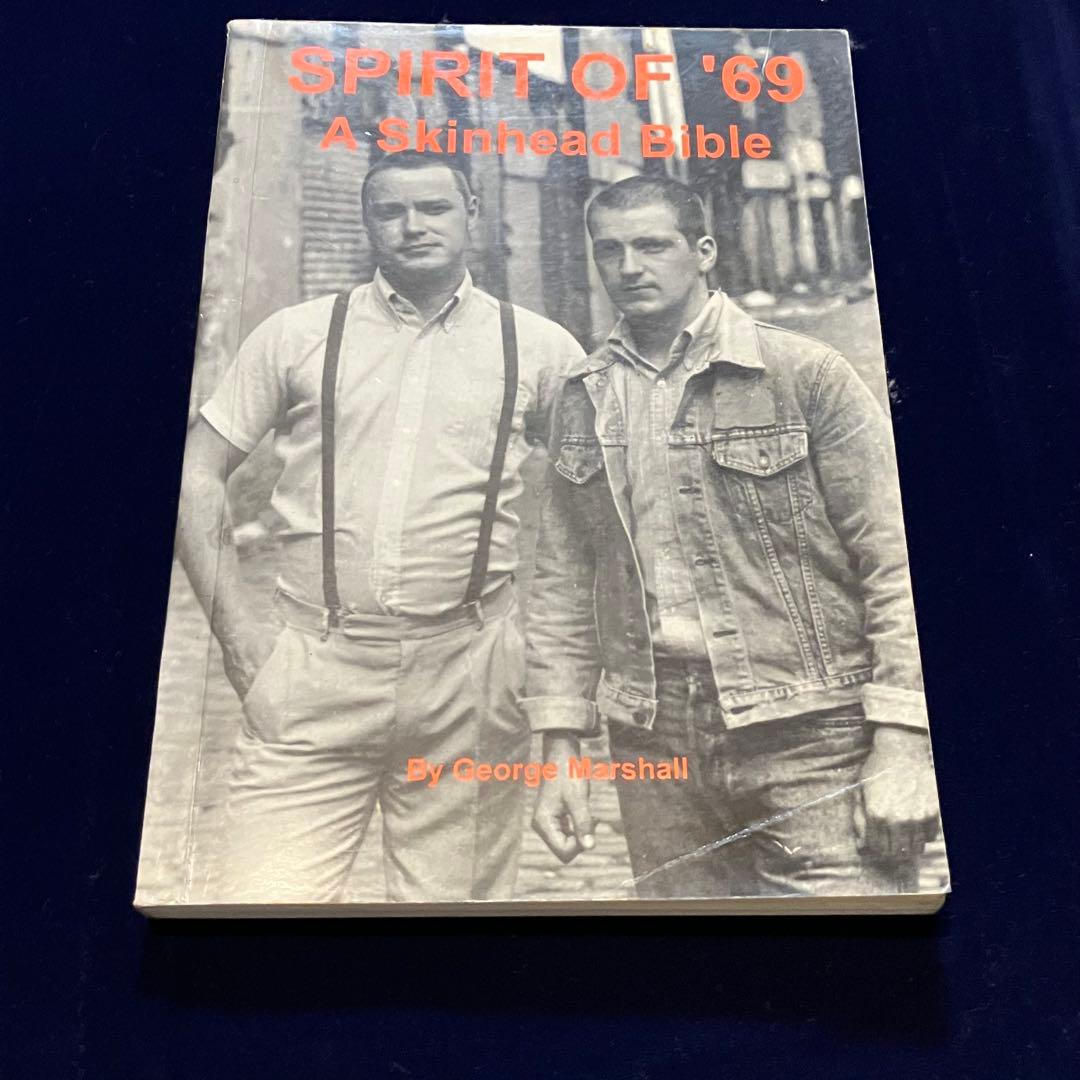 SPIRIT OF '69
A Skinhead Bible
By George Marshall